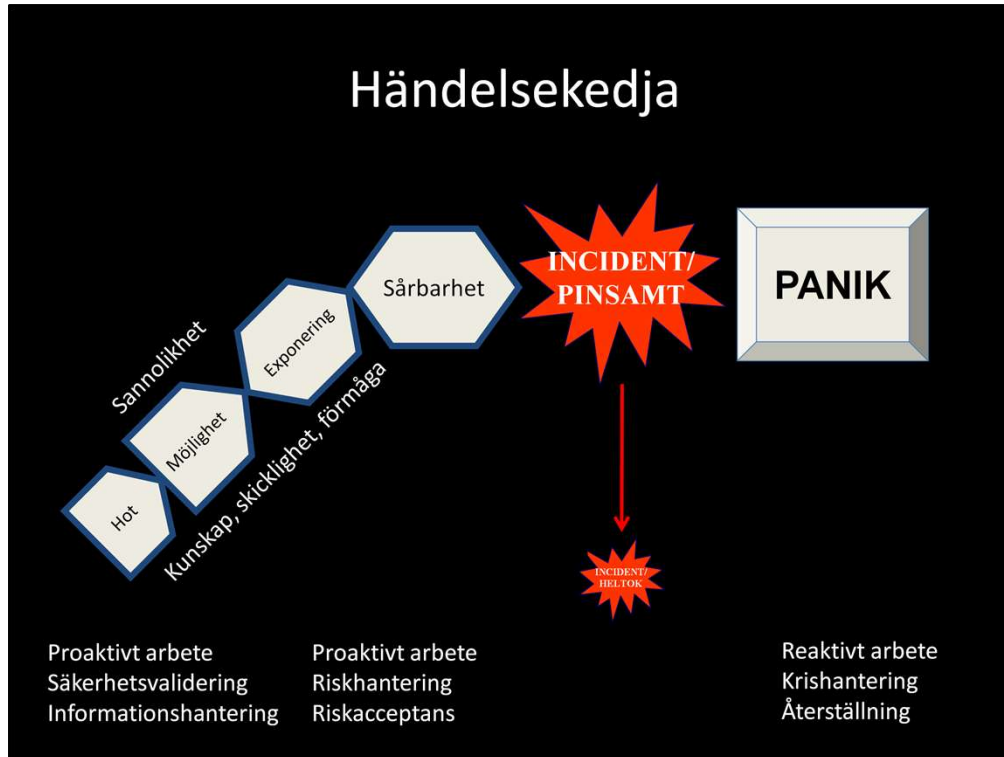 Händelsekedja
Hot
Möjlighet
Exponering
Sårbarhet
Sannolikhet
Kunskap, skicklighet, förmåga
INCIDENT/
PINSAMT
PANIK
INCIDENT/
HELTOK
Proaktivt arbete
Säkerhetsvalidering
Informationshantering
Proaktivt arbete
Riskhantering
Riskacceptans
Reaktivt arbete
Krishantering
Återställning